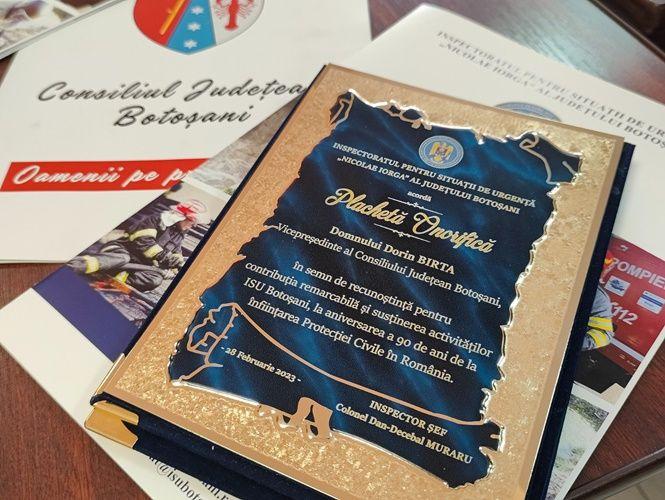 Consiliul Județea
Botoșani
Oamenii pe pr
INSPECTORATUL PENTRU SITUAȚII DE UR
„NICOLAE IORGA” AL JUDEȚULUI BOTOȘ
INSPECTORATUL PENTRU SITUAȚII DE URGENȚĂ
„NICOLAE IORGA” AL JUDEȚULUI BOTOȘANI
acordă
Plachetă Onorifică
Domnului Dorin BIRTA
Vicepreședinte al Consiliului Județean Botoșani,
în semn de recunoștință pentru
contribuția remarcabilă și susținerea activităților
ISU Botoșani, la aniversarea a 90 de ani de la
înființarea Protecției Civile în România.
- 28 Februarie 2023 -
INSPECTOR ȘEF
Colonel Dan-Decebal MURARU
POMPIE
112